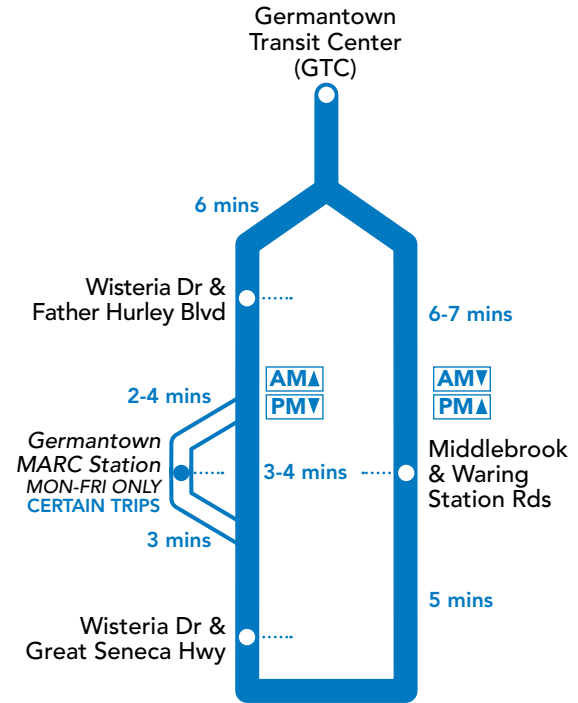 Germantown
Transit Center
(GTC)
6 mins
Wisteria Dr &
Father Hurley Blvd
6-7 mins
AM▲
PM▼
AM▼
PM▲
2-4 mins
Germantown
MARC Station
MON-FRI ONLY
CERTAIN TRIPS
3-4 mins
Middlebrook
& Waring
Station Rds
3 mins
5 mins
Wisteria Dr &
Great Seneca Hwy